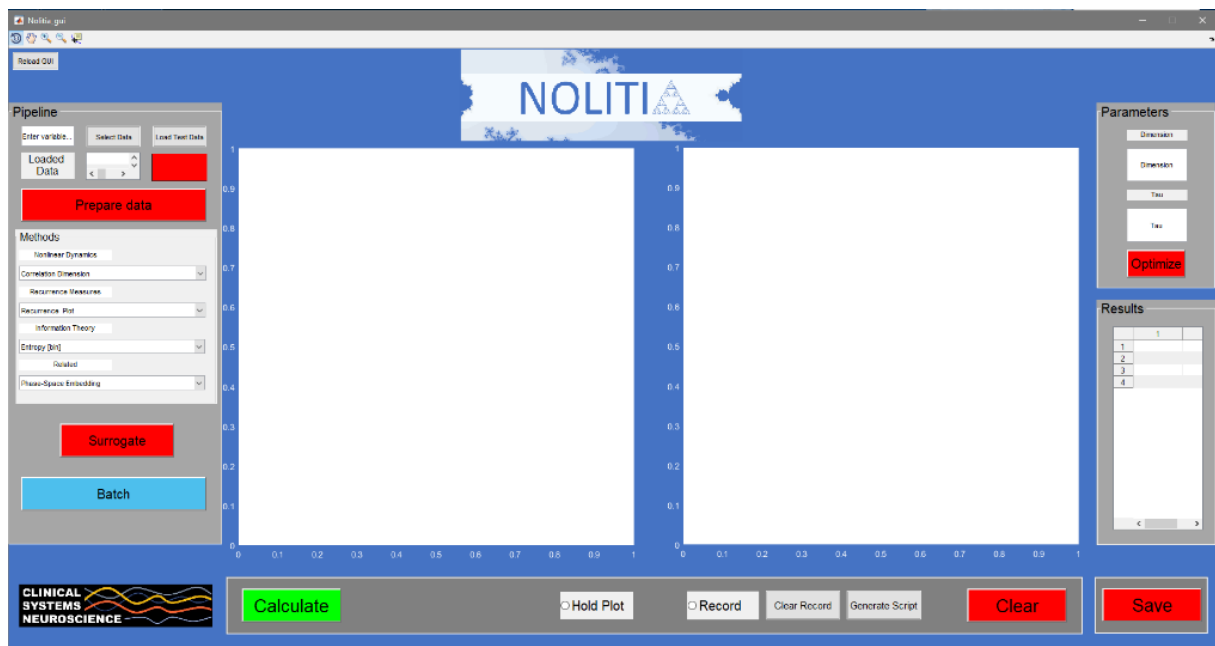 Nolitia gui
Reload GUI
NOLITIA
Pipeline
Enter variable...
Select Data
Load Test Data
Loaded
Data
Prepare data
Methods
Nonlinear Dynamics
Correlation Dimension
Recurrence Measures
Recurrence Plot
Information Theory
Entropy [bin]
Related
Phase-Space Embedding
Surrogate
Batch
1
0.9
0.8
0.7
0.6
0.5
0.4
0.3
0.2
0.1
0
0 0.1 0.2 0.3 0.4 0.5 0.6 0.7 0.8 0.9 1
1
0.9
0.8
0.7
0.6
0.5
0.4
0.3
0.2
0.1
0
0 0.1 0.2 0.3 0.4 0.5 0.6 0.7 0.8 0.9 1
Parameters
Dimension
Dimension
Tau
Tau
Optimize
Results
1
1
2
3
4
CLINICAL
SYSTEMS
NEUROSCIENCE
Calculate
Hold Plot
Record
Clear Record
Generate Script
Clear
Save